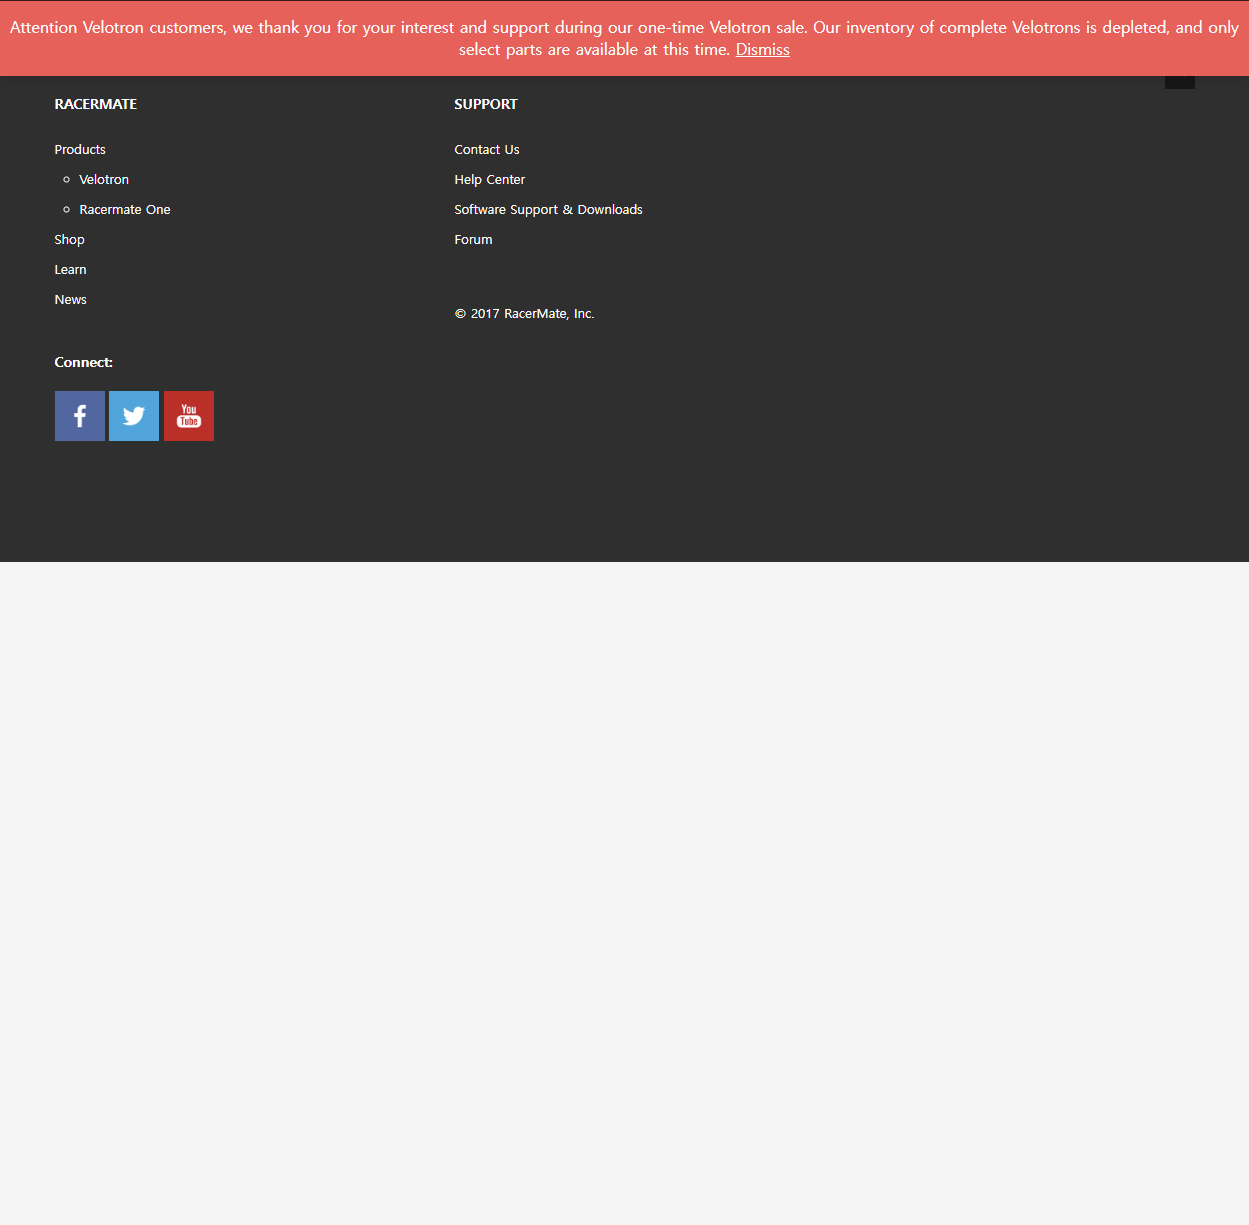 Attention Velotron customers, we thank you for your interest and support during our one-time Velotron sale. Our inventory of complete Velotrons is depleted, and only
select parts are available at this time. Dismiss
RACERMATE
Products
Velotron
Racermate One
Shop
Learn
News
Connect:
f
You
Tube
SUPPORT
Contact Us
Help Center
Software Support & Downloads
Forum
© 2017 RacerMate, Inc.